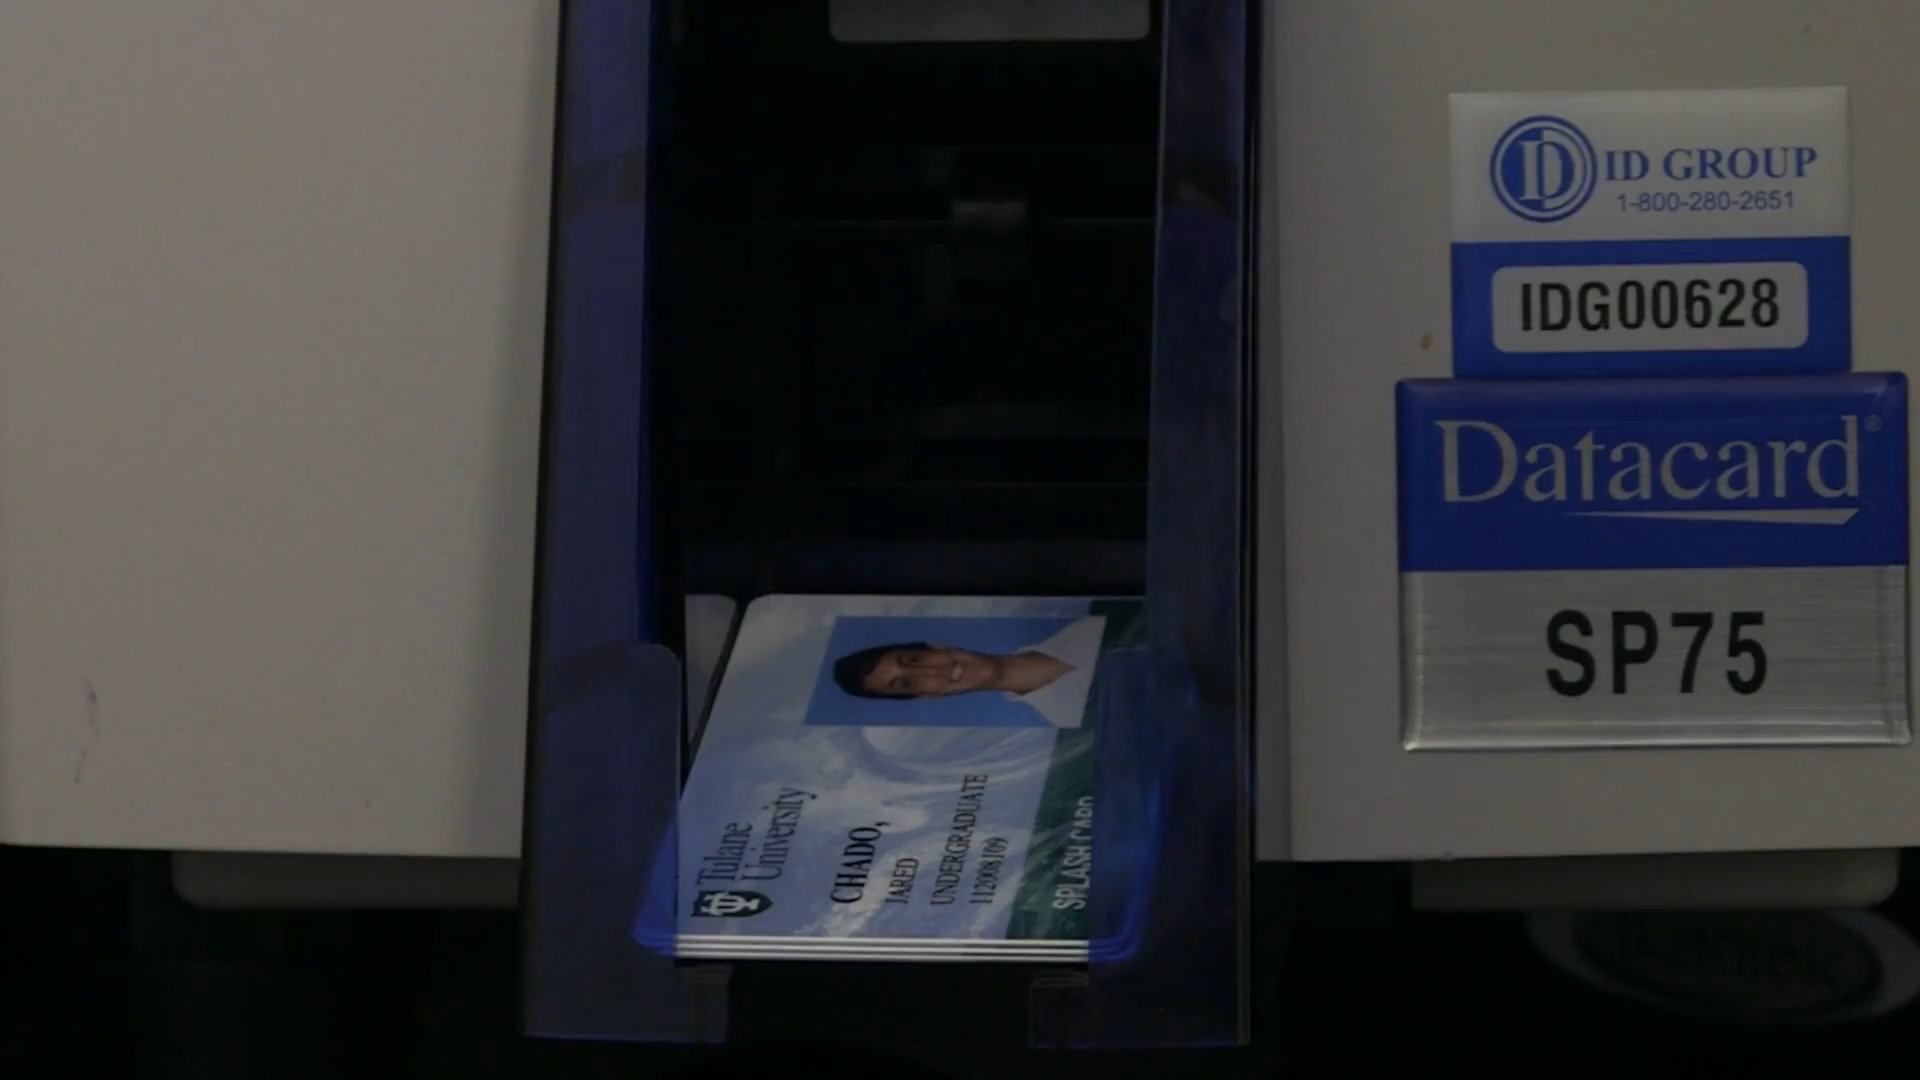 ID GROUP
1-800-280-2651
IDG00628
Datacard®
SP75
Tulane
University
CHADO,
JARED
UNDERGRADUATE
112008109
SPLASH CARD